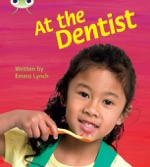 At the
Dentist
Written by
Emma Lynch